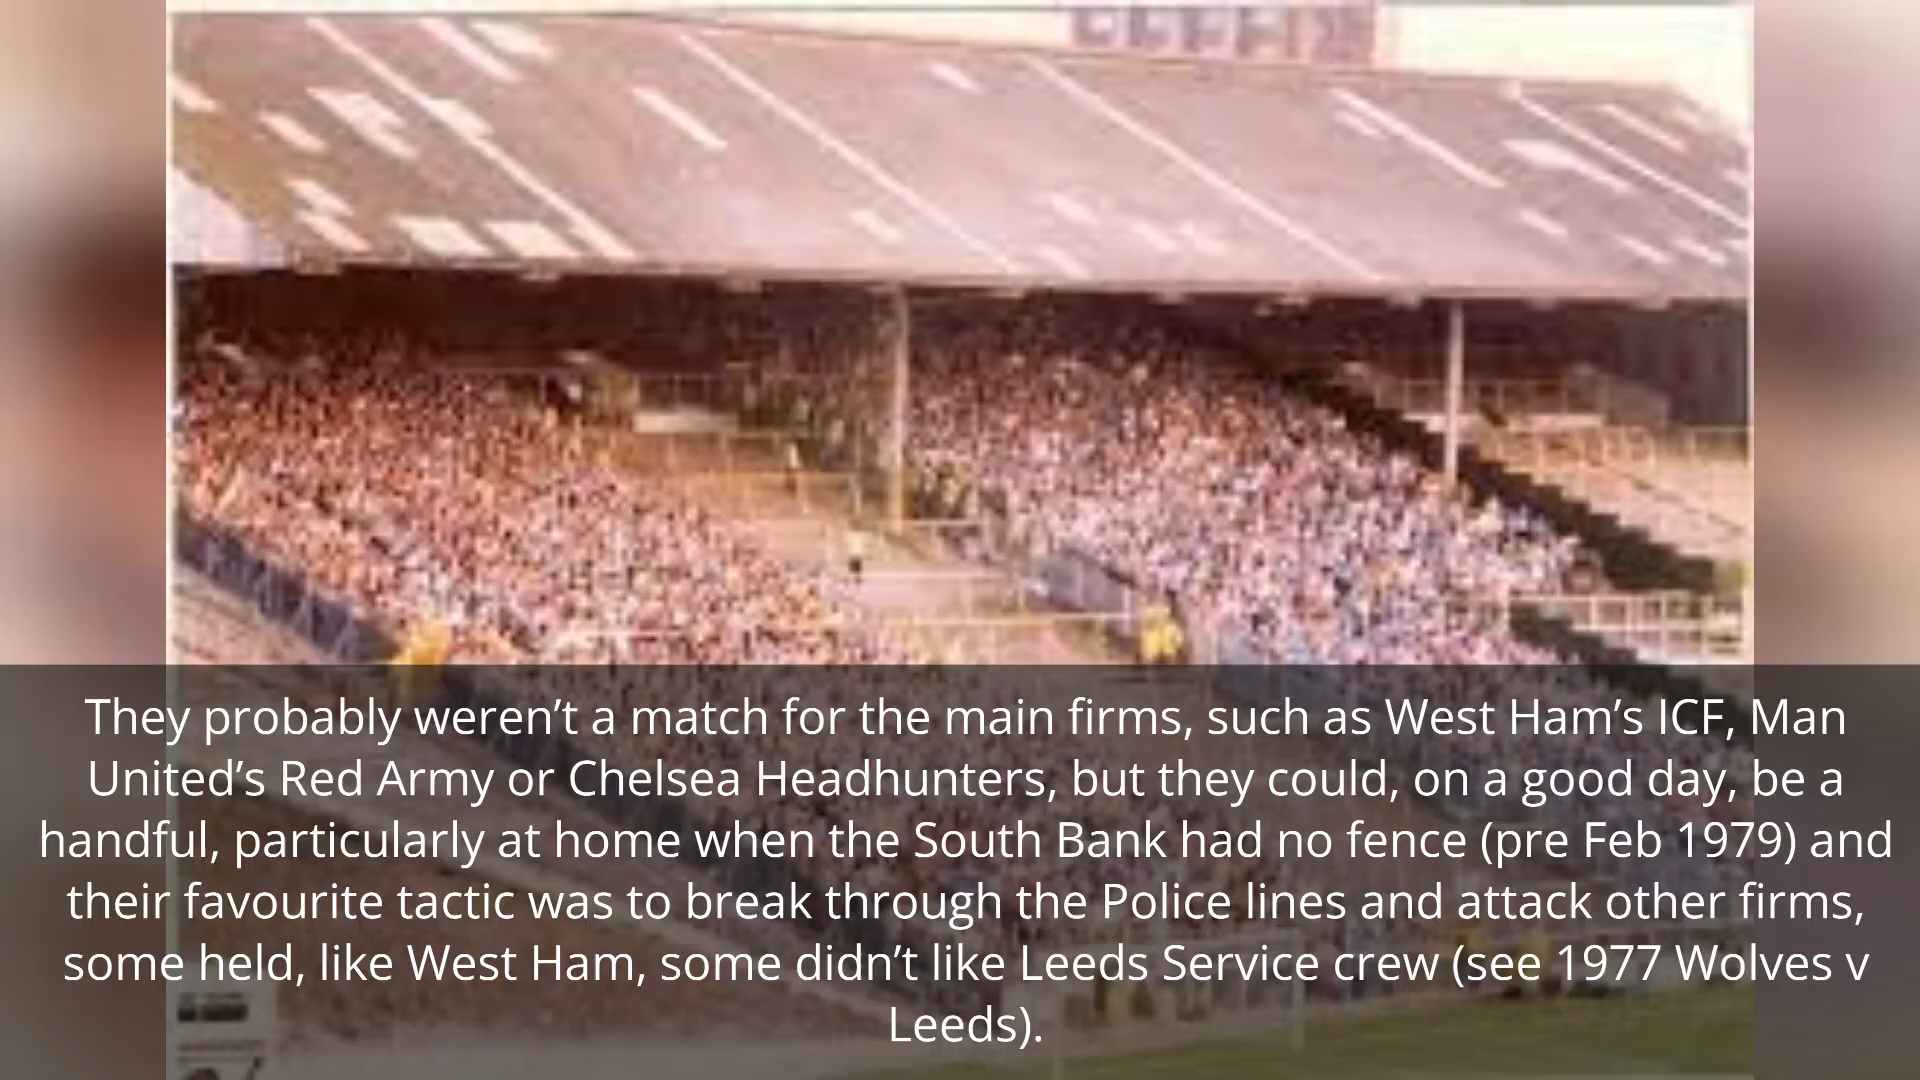 They probably weren’t a match for the main firms, such as West Ham’s ICF, Man
United’s Red Army or Chelsea Headhunters, but they could, on a good day, be a
handful, particularly at home when the South Bank had no fence (pre Feb 1979) and
their favourite tactic was to break through the Police lines and attack other firms,
some held, like West Ham, some didn’t like Leeds Service crew (see 1977 Wolves v
Leeds).